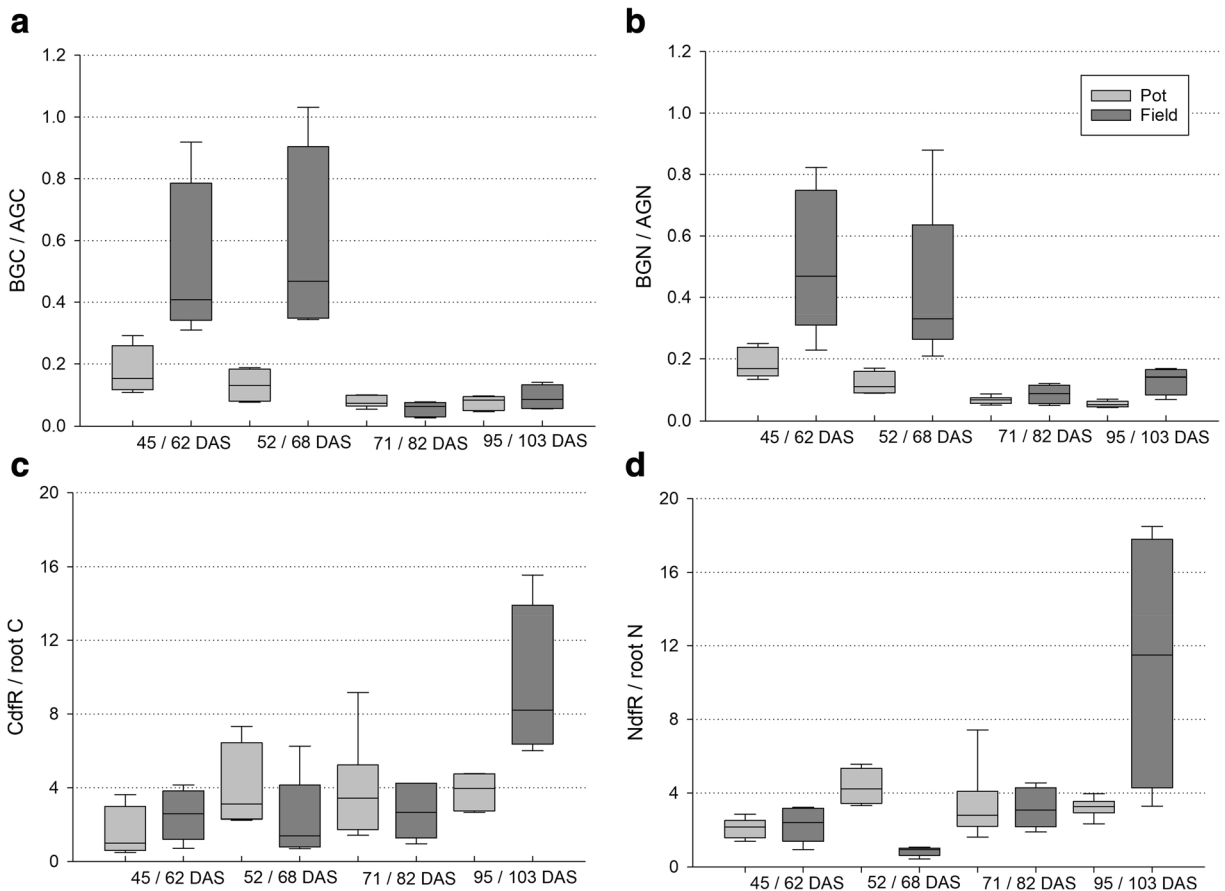 a
BGC / AGC
1.2
1.0
0.8
0.6
0.4
0.2
0.0
45 / 62 DAS
52 / 68 DAS
71 / 82 DAS
95 / 103 DAS
b
BGN / AGN
1.2
1.0
0.8
0.6
0.4
0.2
0.0
Pot
Field
45 / 62 DAS
52 / 68 DAS
71 / 82 DAS
95 / 103 DAS
c
CdfR / root C
20
16
12
8
4
0
45 / 62 DAS
52 / 68 DAS
71 / 82 DAS
95 / 103 DAS
d
NdfR / root N
20
16
12
8
4
0
45 / 62 DAS
52 / 68 DAS
71 / 82 DAS
95 / 103 DAS